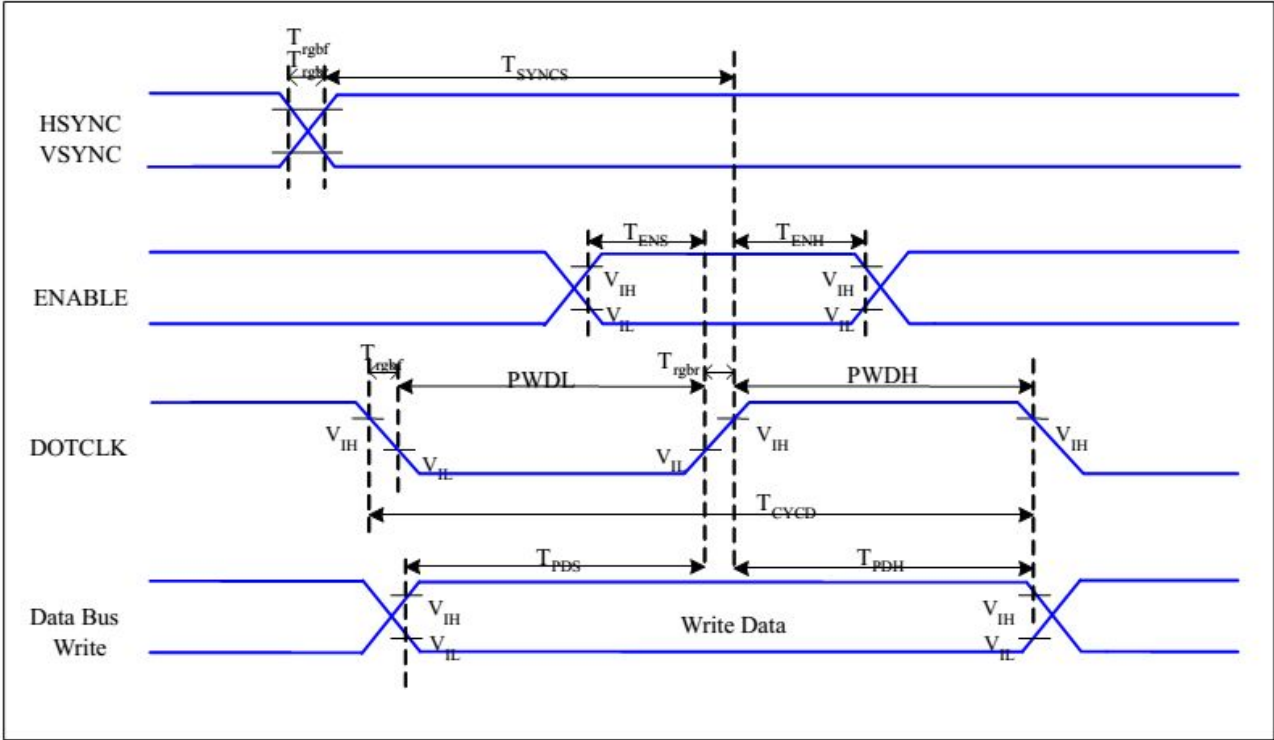 Trgbf
Trgbr
TSYNCS
HSYNC
VSYNC
TENS
TENH
VIH
VIH
ENABLE
VIL
VIL
Trgbf
Trgbr
PWDL
PWDH
VIH
VIH
VIH
DOTCLK
VIL
VIL
TCYCD
TPDS
TPDH
Data Bus
Write
VIH
VIH
Write Data
VIL
VIL